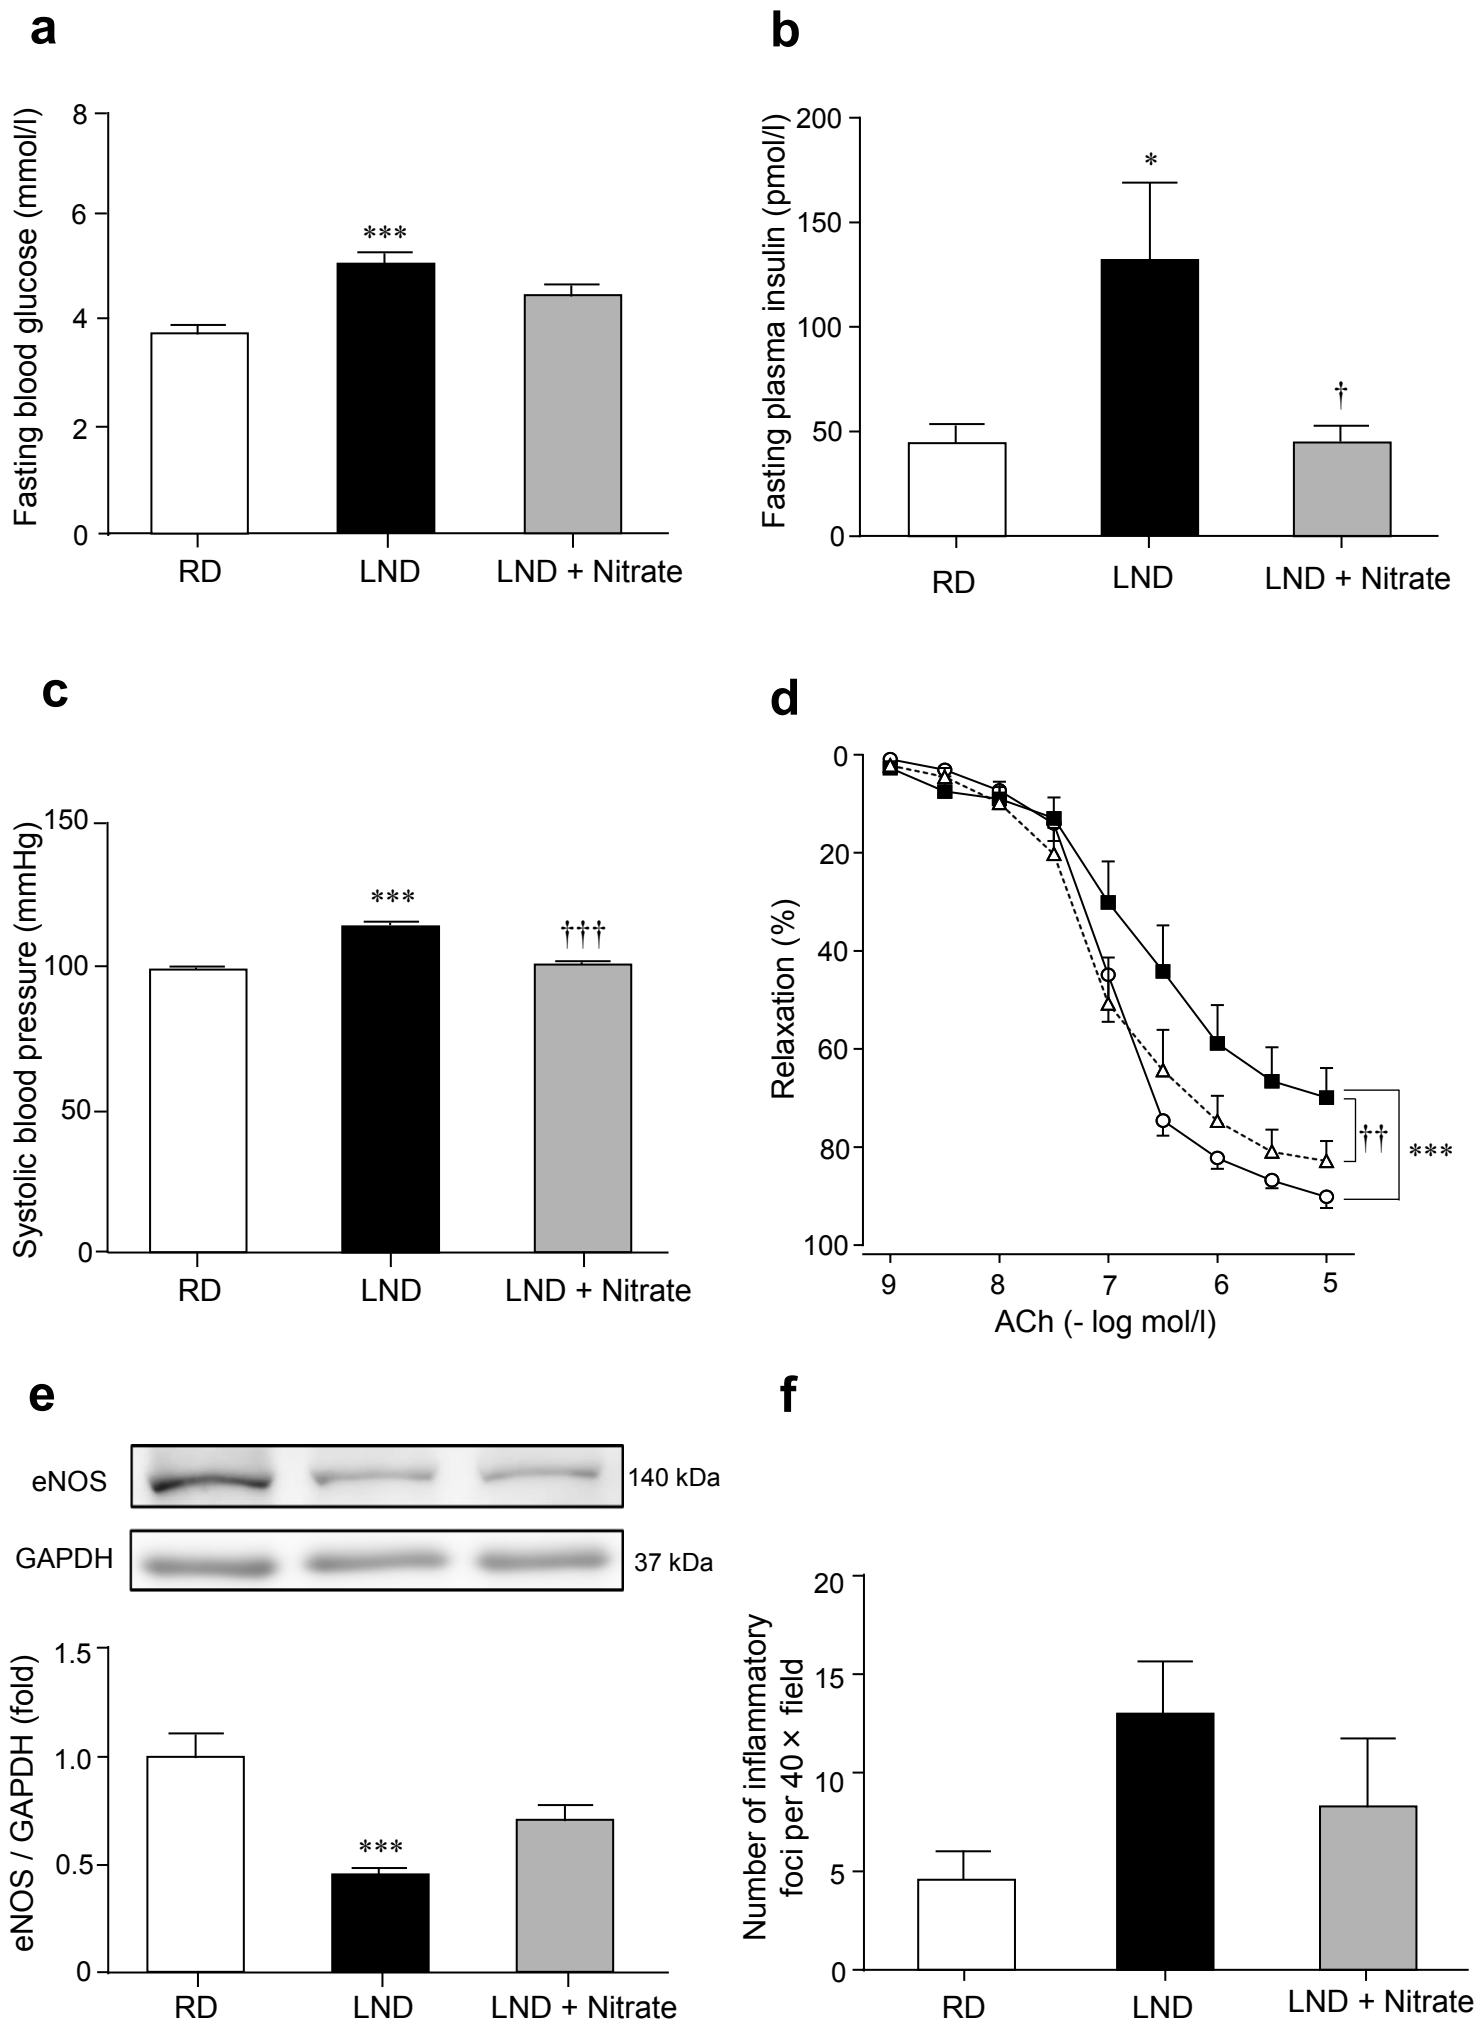 a
Fasting blood glucose (mmol/l)
8
6
4
2
0
***
RD
LND
LND + Nitrate
b
Fasting plasma insulin (pmol/l)
200
150
100
50
0
*
†
RD
LND
LND + Nitrate
c
Systolic blood pressure (mmHg)
150
100
50
0
***
†††
RD
LND
LND + Nitrate
d
Relaxation (%)
0
20
40
60
80
100
††
***
9 8 7 6 5
ACh (- log mol/l)
e
eNOS
140 kDa
GAPDH
37 kDa
eNOS / GAPDH (fold)
1.5
1.0
0.5
0
***
RD
LND
LND + Nitrate
f
Number of inflammatory
foci per 40× field
20
15
10
5
0
RD
LND
LND + Nitrate